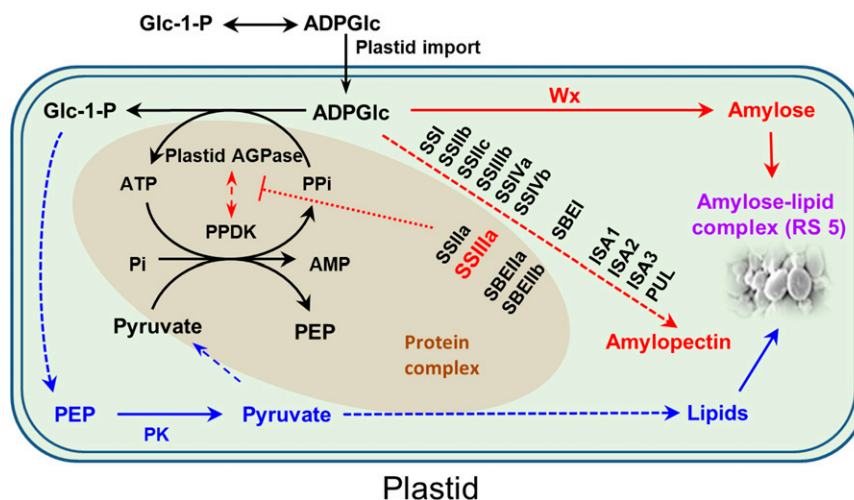 Glc-1-P ADPGlc
Plastid import
Glc-1-P ADPGlc Wx Amylose
Plastid AGPase
ATP PPi
PPDK
Pi AMP
Pyruvate PEP
SSI
SSIIb
SSIIc
SSIIIb
SSIVa
SSIVb
SBEI
ISA1
ISA2
ISA3
PUL
SSIIa
SSIIIa
SBEIIa
SBEIIb
Amylose-lipid
complex (RS 5)
Protein
complex
Amylopectin
PEP PK Pyruvate Lipids
Plastid